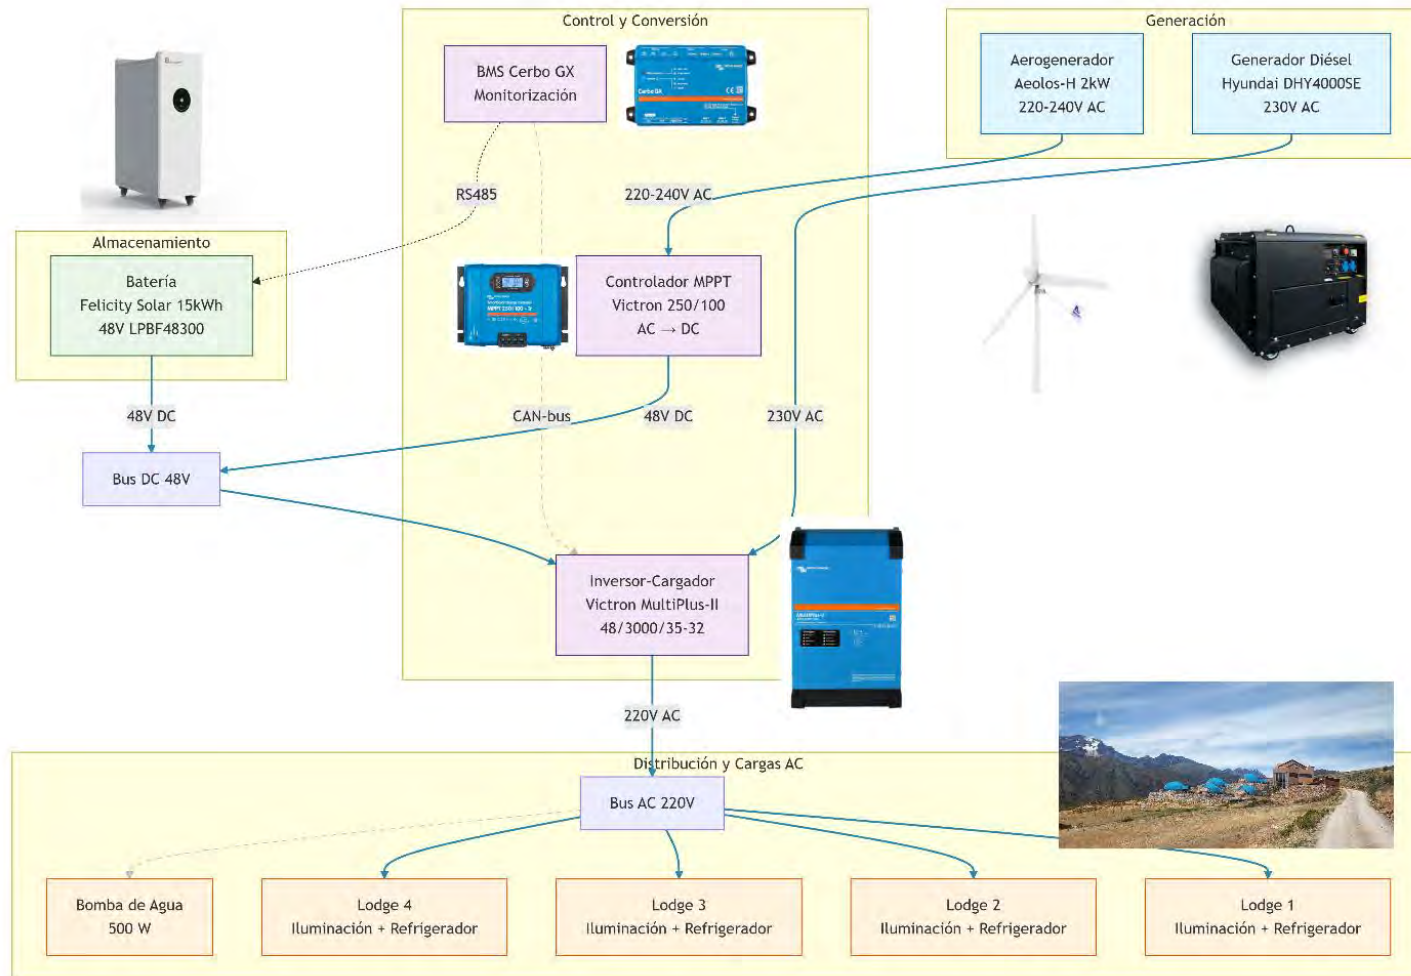 Control y Conversión
Generación
BMS Cerbo GX
Monitorización
Cerbo GX
Aerogenerador
Aeolos-H 2kW
220-240V AC
Generador Diésel
Hyundai DHY4000SE
230V AC
RS485
220-240V AC
Almacenamiento
Batería
Felicity Solar 15kWh
48V LPBF48300
Controlador MPPT
Victron 250/100
AC → DC
48V DC
CAN-bus
48V DC
230V AC
Bus DC 48V
Inversor-Cargador
Victron MultiPlus-II
48/3000/35-32
220V AC
Distribución y Cargas AC
Bus AC 220V
Bomba de Agua
500 W
Lodge 4
Iluminación + Refrigerador
Lodge 3
Iluminación + Refrigerador
Lodge 2
Iluminación + Refrigerador
Lodge 1
Iluminación + Refrigerador